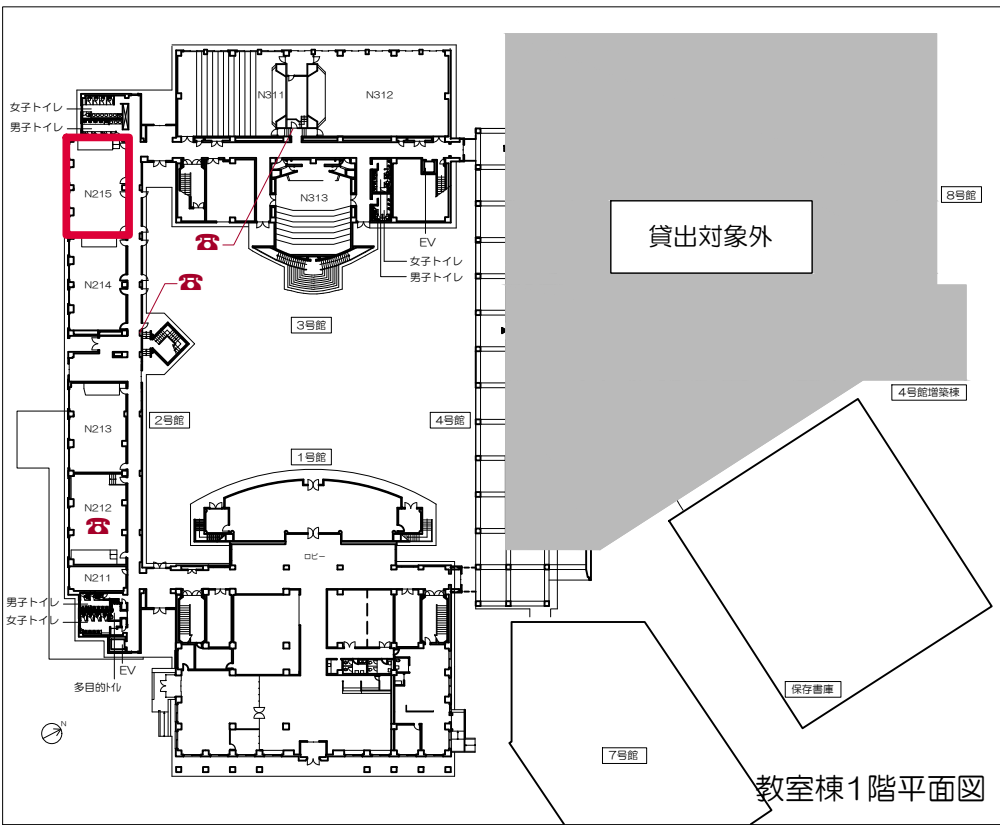 N311
N312
女子トイレ
男子トイレ
N215
N313
8号館
貸出対象外
EV
女子トイレ
男子トイレ
N214
3号館
4号館増築棟
2号館
4号館
N213
1号館
N212
ロビー
N211
男子トイレ
女子トイレ
EV
多目的ﾄｲﾚ
保存書庫
N
7号館
教室棟1階平面図